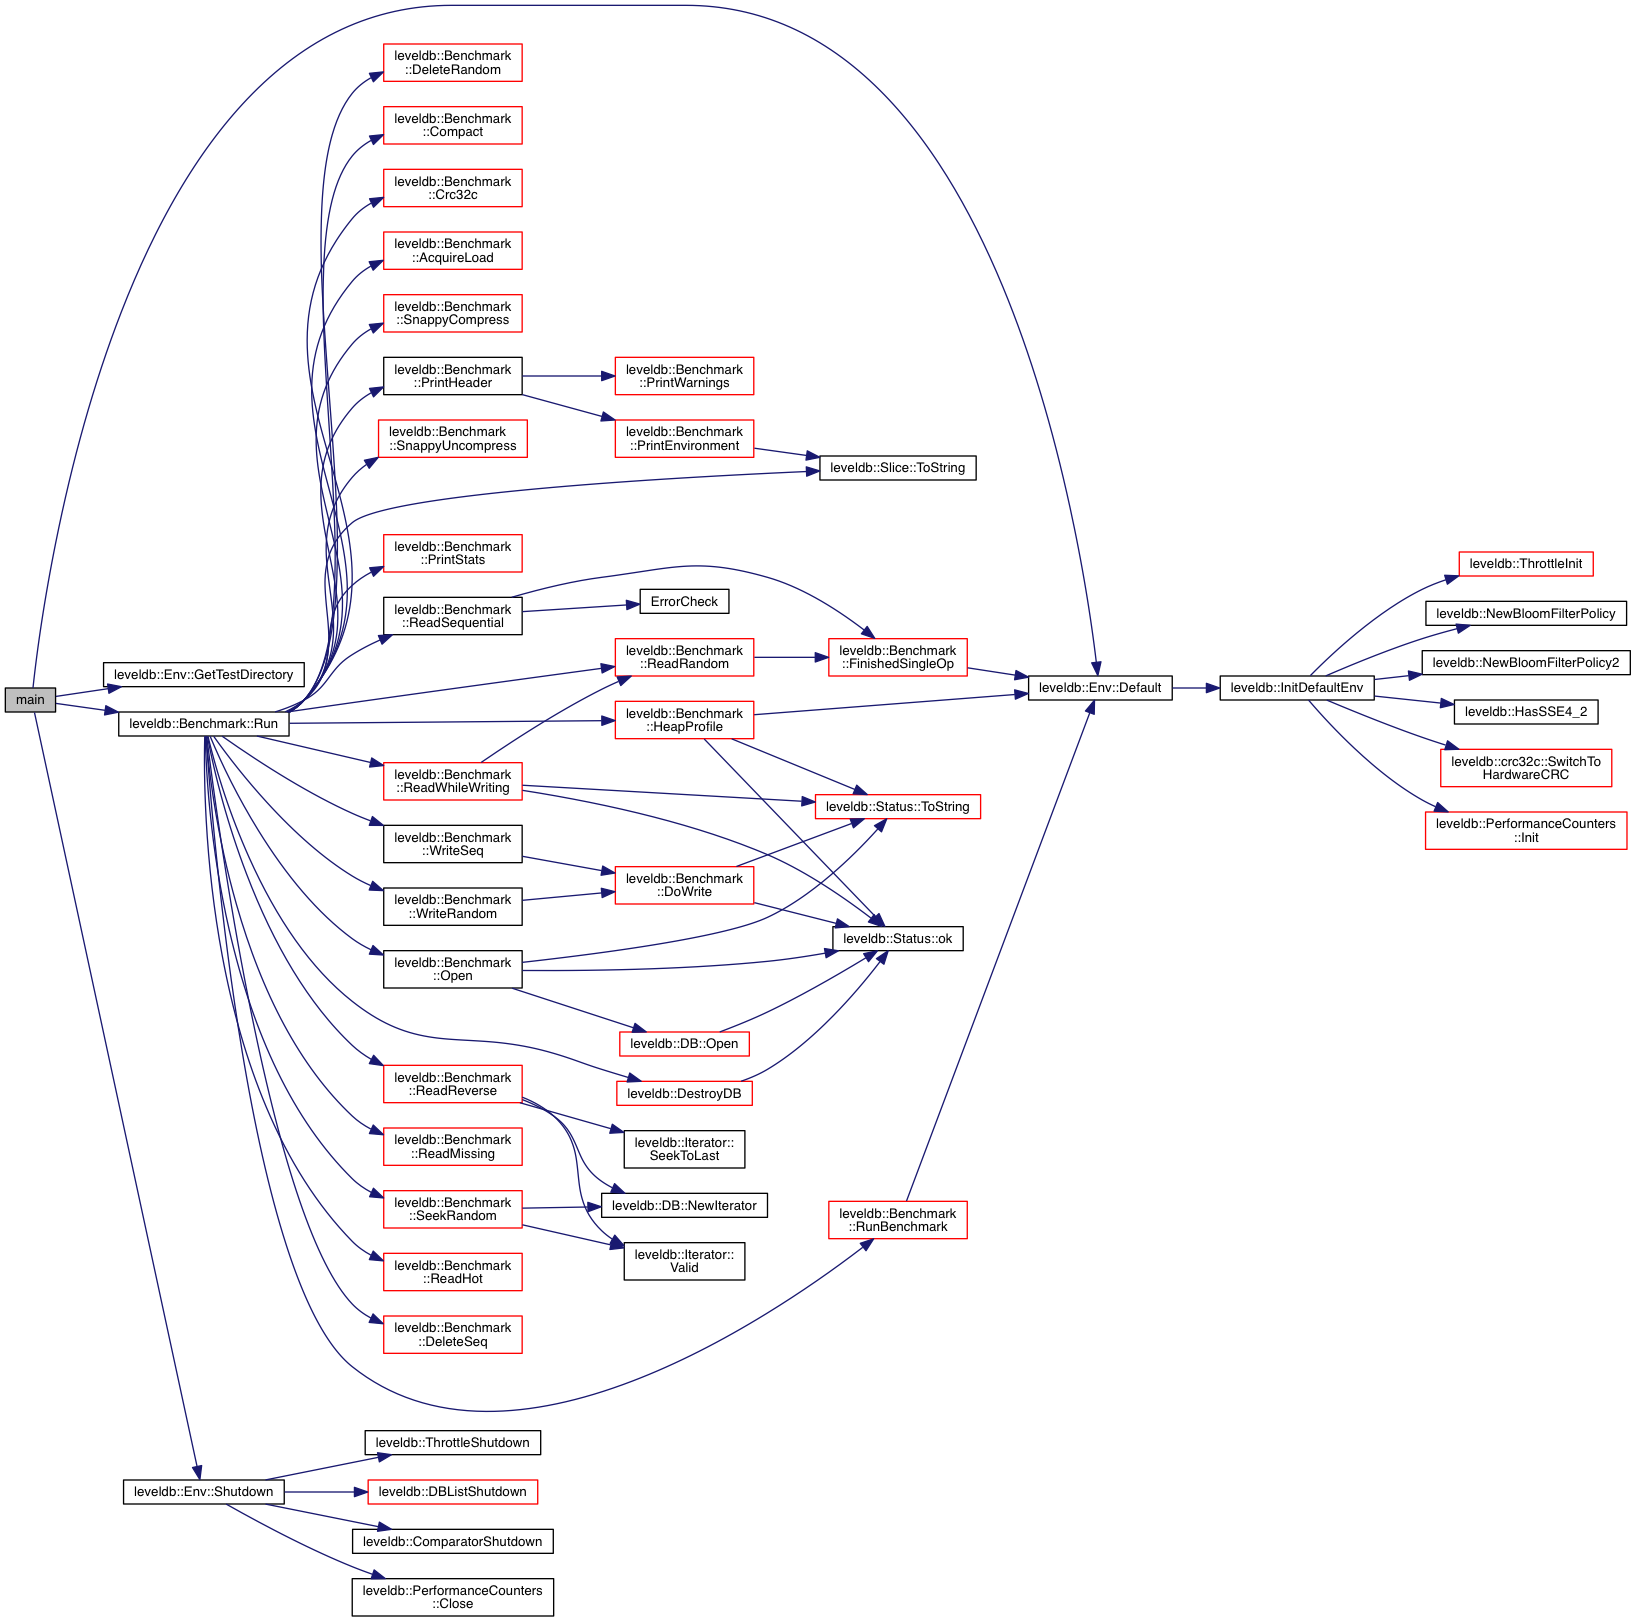 main
leveldb::Env::GetTestDirectory
leveldb::Benchmark::Run
leveldb::Env::Shutdown
leveldb::Benchmark
::DeleteRandom
leveldb::Benchmark
::Compact
leveldb::Benchmark
::Crc32c
leveldb::Benchmark
::AcquireLoad
leveldb::Benchmark
::SnappyCompress
leveldb::Benchmark
::PrintHeader
leveldb::Benchmark
::SnappyUncompress
leveldb::Benchmark
::PrintStats
leveldb::Benchmark
::ReadSequential
leveldb::Benchmark
::ReadWhileWriting
leveldb::Benchmark
::WriteSeq
leveldb::Benchmark
::WriteRandom
leveldb::Benchmark
::Open
leveldb::Benchmark
::ReadReverse
leveldb::Benchmark
::ReadMissing
leveldb::Benchmark
::SeekRandom
leveldb::Benchmark
::ReadHot
leveldb::Benchmark
::DeleteSeq
leveldb::ThrottleShutdown
leveldb::DBListShutdown
leveldb::ComparatorShutdown
leveldb::PerformanceCounters
::Close
leveldb::Benchmark
::PrintWarnings
leveldb::Benchmark
::PrintEnvironment
ErrorCheck
leveldb::Benchmark
::ReadRandom
leveldb::Benchmark
::HeapProfile
leveldb::Benchmark
::DoWrite
leveldb::DB::Open
leveldb::DestroyDB
leveldb::Iterator::
SeekToLast
leveldb::DB::NewIterator
leveldb::Iterator::
Valid
leveldb::Slice::ToString
leveldb::Benchmark
::FinishedSingleOp
leveldb::Status::ToString
leveldb::Status::ok
leveldb::Benchmark
::RunBenchmark
leveldb::Env::Default
leveldb::InitDefaultEnv
leveldb::ThrottleInit
leveldb::NewBloomFilterPolicy
leveldb::NewBloomFilterPolicy2
leveldb::HasSSE4_2
leveldb::crc32c::SwitchTo
HardwareCRC
leveldb::PerformanceCounters
::Init